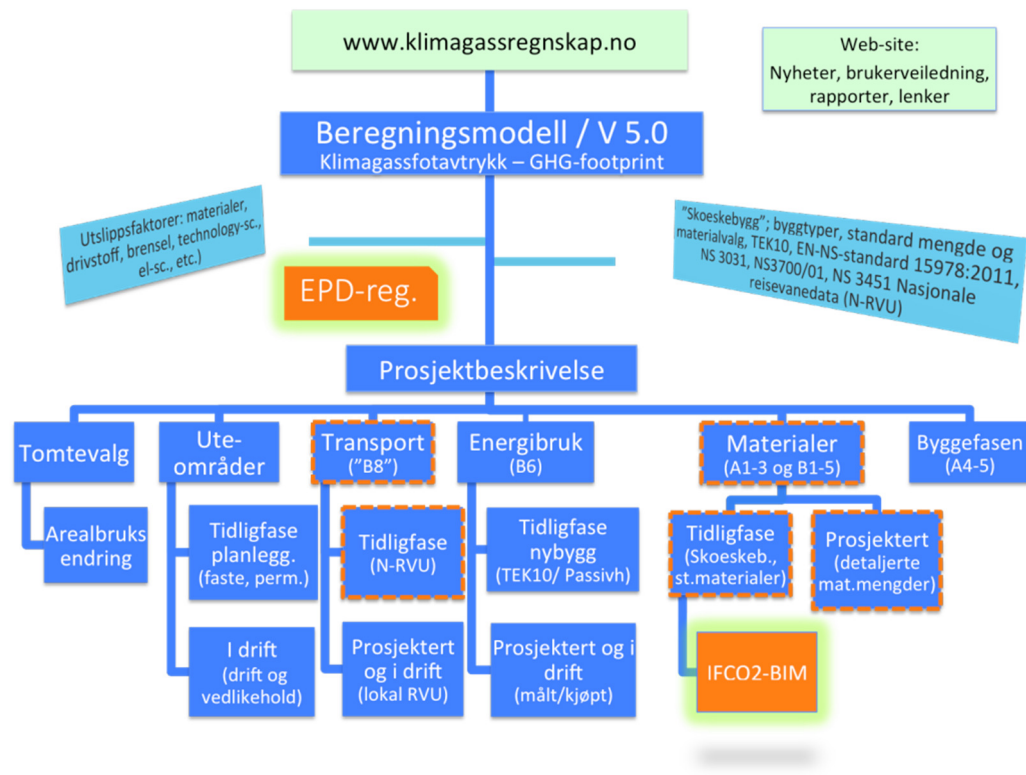 www.klimagassregnskap.no
Web-site:
Nyheter, brukerveiledning,
rapporter, lenker
Beregningsmodell / V 5.0
Klimagassfotavtrykk – GHG-footprint
Utslippsfaktorer: materialer,
drivstoff, brensel, technology-sc.,
el-sc., etc.)
"Skoeskebygg"; byggtyper, standard mengde og
materialvalg, TEK10, EN-NS-standard 15978:2011,
NS 3031, NS3700/01, NS 3451 Nasjonale
reisevanedata (N-RVU)
EPD-reg.
Prosjektbeskrivelse
Tomtevalg
Ute-
områder
Transport
("B8")
Energibruk
(B6)
Materialer
(A1-3 og B1-5)
Byggefasen
(A4-5)
Arealbruks
endring
Tidligfase
planlegg.
(faste, perm.)
Tidligfase
(N-RVU)
Tidligfase
nybygg
(TEK10/ Passivh)
Tidligfase
(Skoeskeb.,
st.materialer)
Prosjektert
(detaljerte
mat.mengder)
I drift
(drift og
vedlikehold)
Prosjektert
og i drift
(lokal RVU)
Prosjektert og i
drift
(målt/kjøpt)
IFCO2-BIM